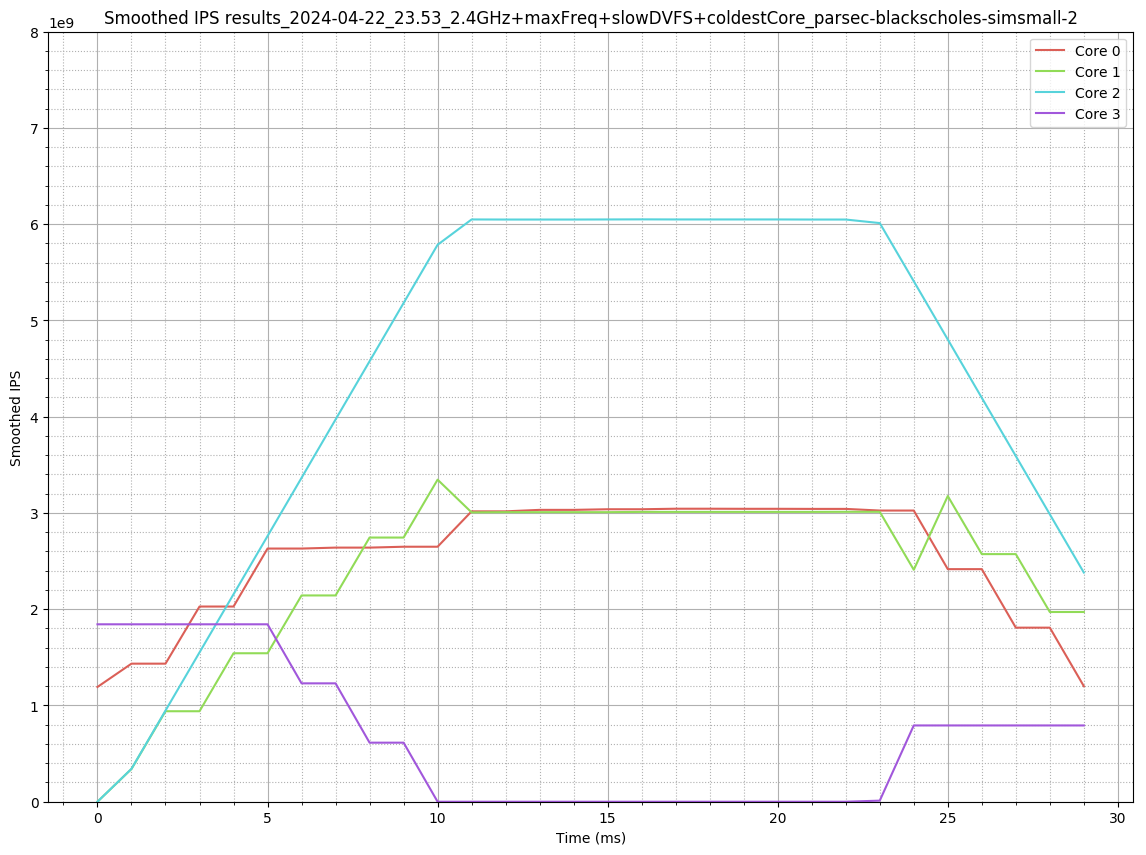 Smoothed IPS results_2024-04-22_23.53_2.4GHz+maxFreq+slowDVFS+coldestCore_parsec-blackscholes-simsmall-2
1e9
8
7
6
5
4
3
2
1
0
Smoothed IPS
Core 0
Core 1
Core 2
Core 3
0 5 10 15 20 25 30
Time (ms)